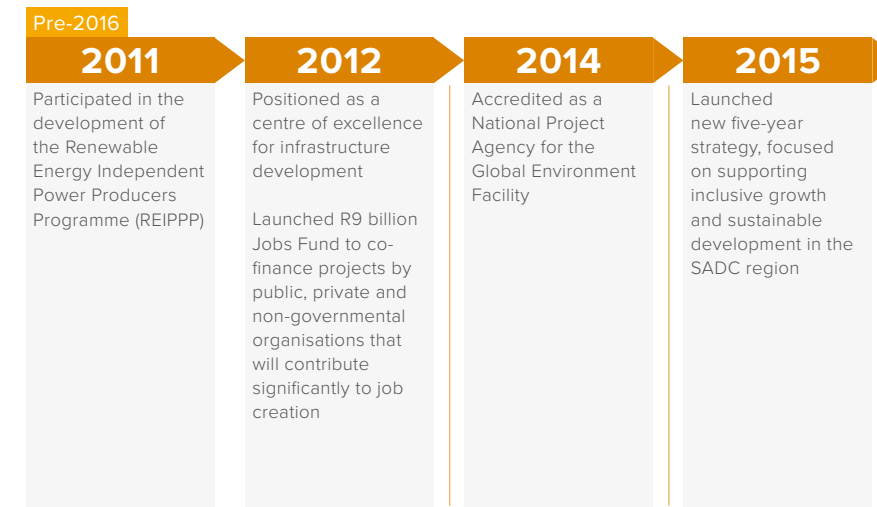 Pre-2016
2011
Participated in the
development of
the Renewable
Energy Independent
Power Producers
Programme (REIPPP)
2012
Positioned as a
centre of excellence
for infrastructure
development
Launched R9 billion
Jobs Fund to co-
finance projects by
public, private and
non-governmental
organisations that
will contribute
significantly to job
creation
2014
Accredited as a
National Project
Agency for the
Global Environment
Facility
2015
Launched
new five-year
strategy, focused
on supporting
inclusive growth
and sustainable
development in the
SADC region